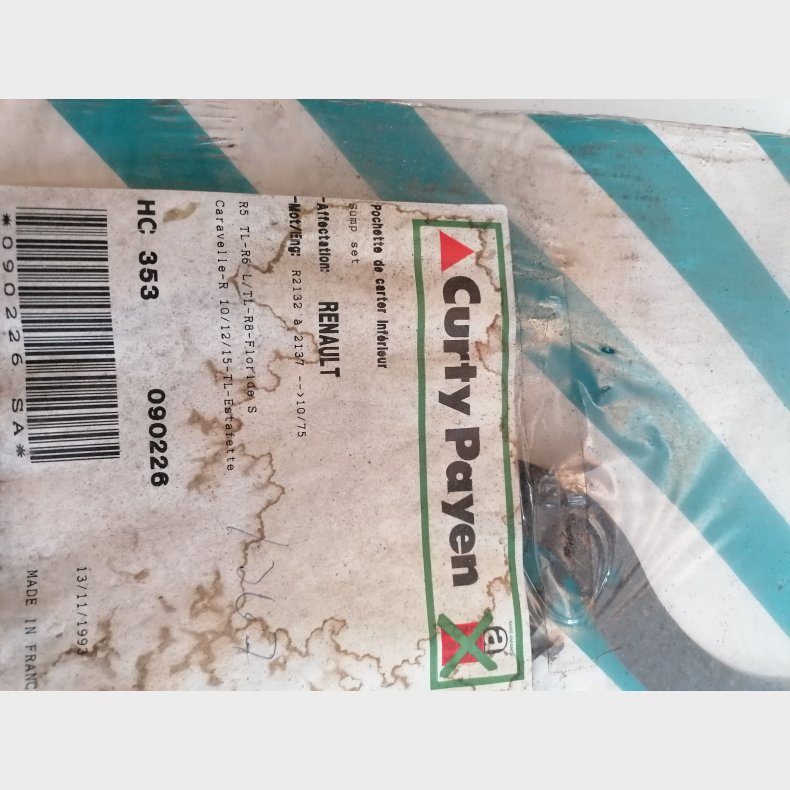 Curty Payen
a
SANS AMIANTE
Pochette de carter inférieur
Sump set
-Affectation: RENAULT
-Mot/Eng: R2132 à 2137 -->10/75
R5 TL-R6 L/TL-R8-Floride S
Caravelle-R 10/12/15-TL-Estafette
HC 353 090226
13/11/1993
*090226 SA*
MADE IN FRANC